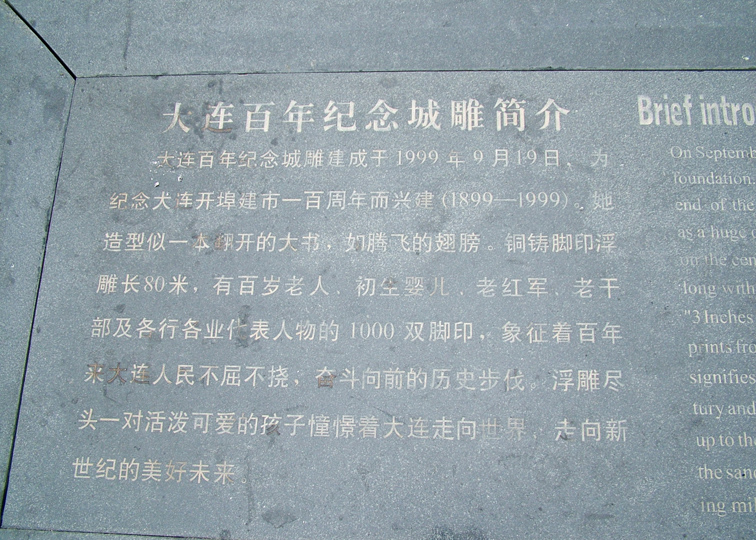 大连百年纪念城雕简介
大连百年纪念城雕建成于1999年9月19日，为
纪念大连开埠建市一百周年而兴建(1899—1999)。她
造型似一本翻开的大书，如腾飞的翅膀。铜铸脚印浮
雕长80米，有百岁老人、初生婴儿、老红军、老干
部及各行各业代表人物的1000双脚印，象征着百年
来大连人民不屈不挠，奋斗向前的历史步伐。浮雕尽
头一对活泼可爱的孩子憧憬着大连走向世界，走向新
世纪的美好未来。
Brief intro
On Septemb
foundation.
end of the
as a huge
on the cen
long with
"3 Inches
prints fro
signifies
tury and
up to the
the sand
ing mil